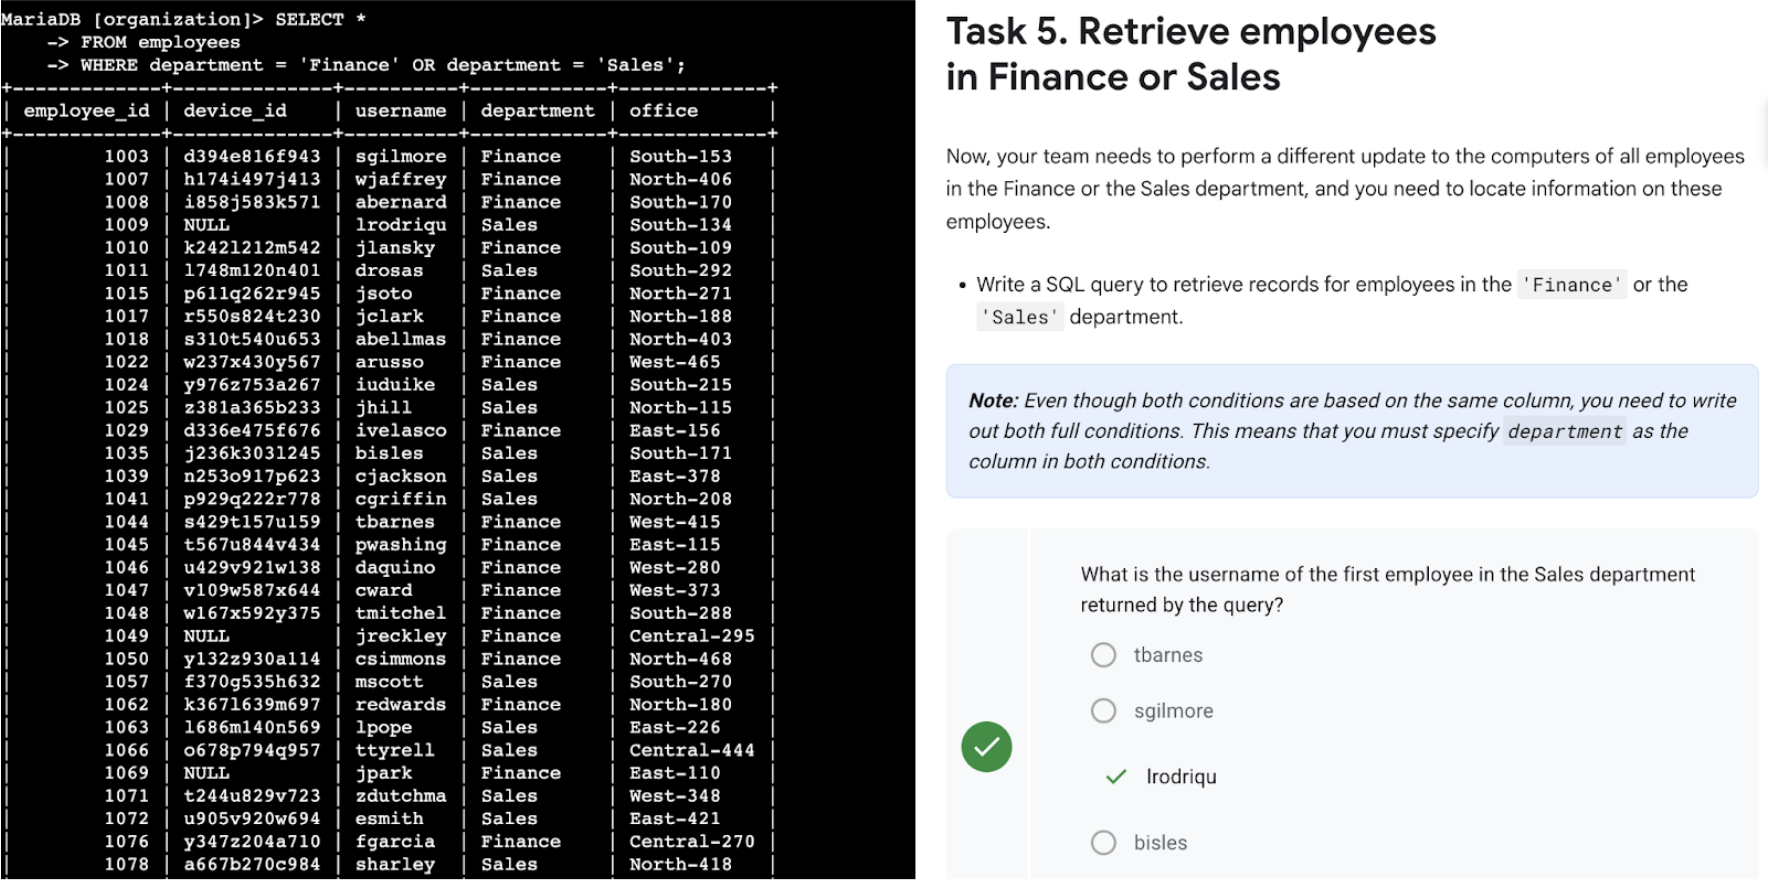 MariaDB [organization]> SELECT *
    -> FROM employees
    -> WHERE department = 'Finance' OR department = 'Sales';
+-------------+--------------+----------+------------+-------------+
| employee_id | device_id | username | department | office |
+-------------+--------------+----------+------------+-------------+
| 1003 | d394e816f943 | sgilmore | Finance | South-153 |
| 1007 | h174i497j413 | wjaffrey | Finance | North-406 |
| 1008 | i858j583k571 | abernard | Finance | South-170 |
| 1009 | NULL | lrodriqu | Sales | South-134 |
| 1010 | k242l212m542 | jlansky | Finance | South-109 |
| 1011 | l748m120n401 | drosas | Sales | South-292 |
| 1015 | p611q262r945 | jsoto | Finance | North-271 |
| 1017 | r550s824t230 | jclark | Finance | North-188 |
| 1018 | s310t540u653 | abellmas | Finance | North-403 |
| 1022 | w237x430y567 | arusso | Finance | West-465 |
| 1024 | y976z753a267 | iuduike | Sales | South-215 |
| 1025 | z381a365b233 | jhill | Sales | North-115 |
| 1029 | d336e475f676 | ivelasco | Finance | East-156 |
| 1035 | j236k303l245 | bisles | Sales | South-171 |
| 1039 | n253o917p623 | cjackson | Sales | East-378 |
| 1041 | p929q222r778 | cgriffin | Sales | North-208 |
| 1044 | s429t157u159 | tbarnes | Finance | West-415 |
| 1045 | t567u844v434 | pwashing | Finance | East-115 |
| 1046 | u429v921w138 | daquino | Finance | West-280 |
| 1047 | v109w587x644 | cward | Finance | West-373 |
| 1048 | w167x592y375 | tmitchel | Finance | South-288 |
| 1049 | NULL | jreckley | Finance | Central-295 |
| 1050 | y132z930a114 | csimmons | Finance | North-468 |
| 1057 | f370g535h632 | mscott | Sales | South-270 |
| 1062 | k367l639m697 | redwards | Finance | North-180 |
| 1063 | l686m140n569 | lpope | Sales | East-226 |
| 1066 | o678p794q957 | ttyrell | Sales | Central-444 |
| 1069 | NULL | jpark | Finance | East-110 |
| 1071 | t244u829v723 | zdutchma | Sales | West-348 |
| 1072 | u905v920w694 | esmith | Sales | East-421 |
| 1076 | y347z204a710 | fgarcia | Finance | Central-270 |
| 1078 | a667b270c984 | sharley | Sales | North-418 |
Task 5. Retrieve employees
in Finance or Sales
Now, your team needs to perform a different update to the computers of all employees
in the Finance or the Sales department, and you need to locate information on these
employees.
• Write a SQL query to retrieve records for employees in the 'Finance' or the
'Sales' department.
Note: Even though both conditions are based on the same column, you need to write
out both full conditions. This means that you must specify department as the
column in both conditions.
What is the username of the first employee in the Sales department
returned by the query?
tbarnes
sgilmore
lrodriqu
bisles